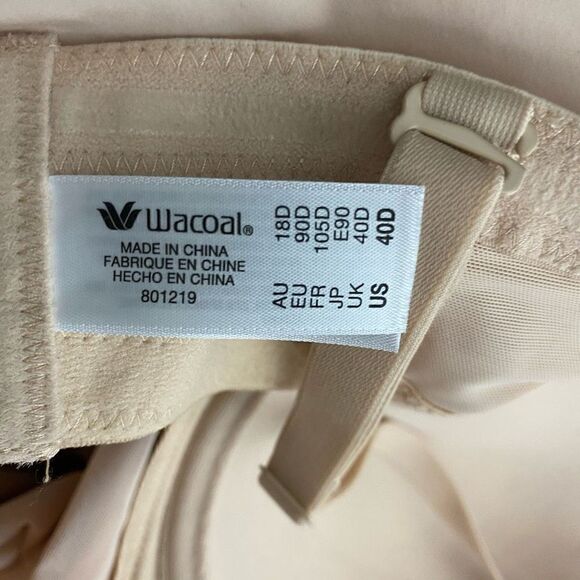 Wacoal®
MADE IN CHINA
FABRIQUE EN CHINE
HECHO EN CHINA
801219
AU 18D
EU 90D
FR 105D
JP E90
UK 40D
US 40D